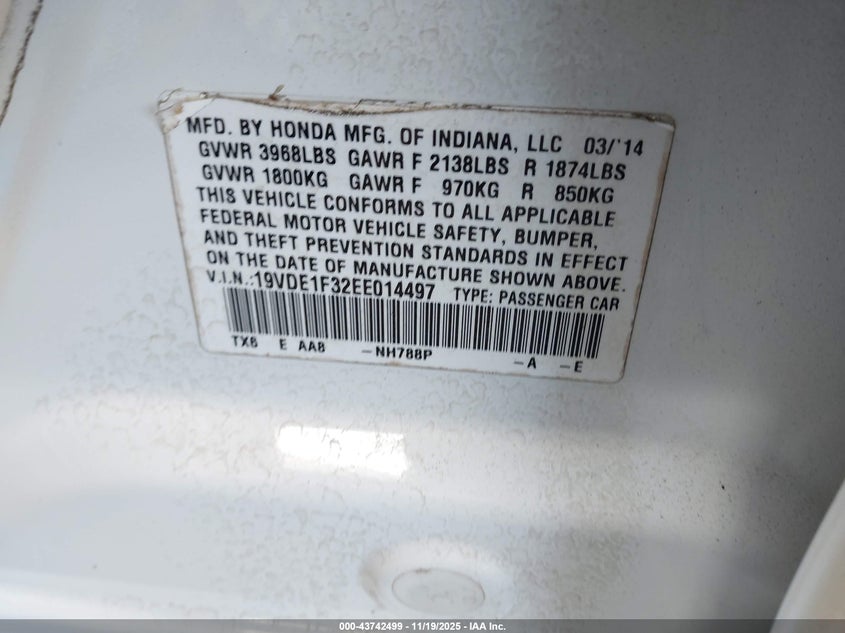 MFD. BY HONDA MFG. OF INDIANA, LLC 03/'14
GVWR 3968LBS GAWR F 2138LBS R 1874LBS
GVWR 1800KG GAWR F 970KG R 850KG
THIS VEHICLE CONFORMS TO ALL APPLICABLE
FEDERAL MOTOR VEHICLE SAFETY, BUMPER,
AND THEFT PREVENTION STANDARDS IN EFFECT
ON THE DATE OF MANUFACTURE SHOWN ABOVE.
V.I.N.:19VDE1F32EE014497 TYPE: PASSENGER CAR
TX6 E AA8 -NH788P -A -E
000-43742499 - 11/19/2025 - IAA Inc.